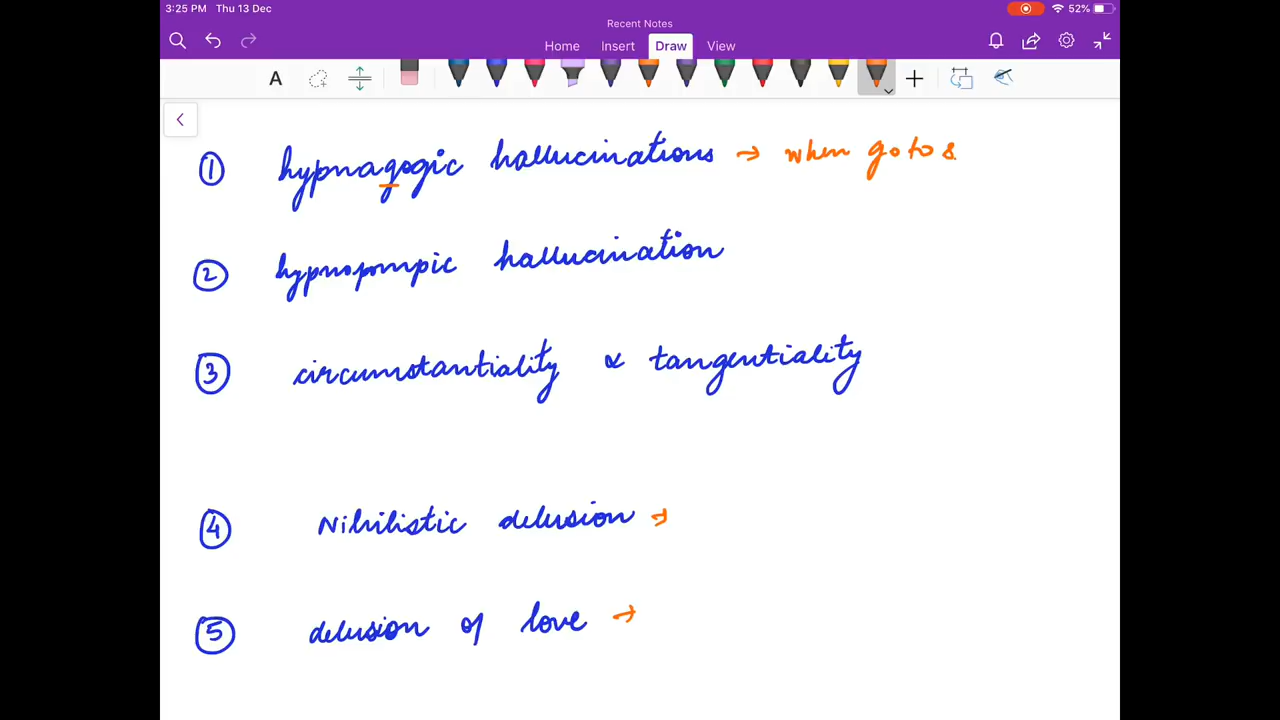 3:25 PM Thu 13 Dec 52%
Recent Notes
Home Insert Draw View
A
1 hypnagogic hallucinations → when go to s
2 hypnopompic hallucination
3 circumstantiality & tangentiality
4 Nihilistic delusion →
5 delusion of love →